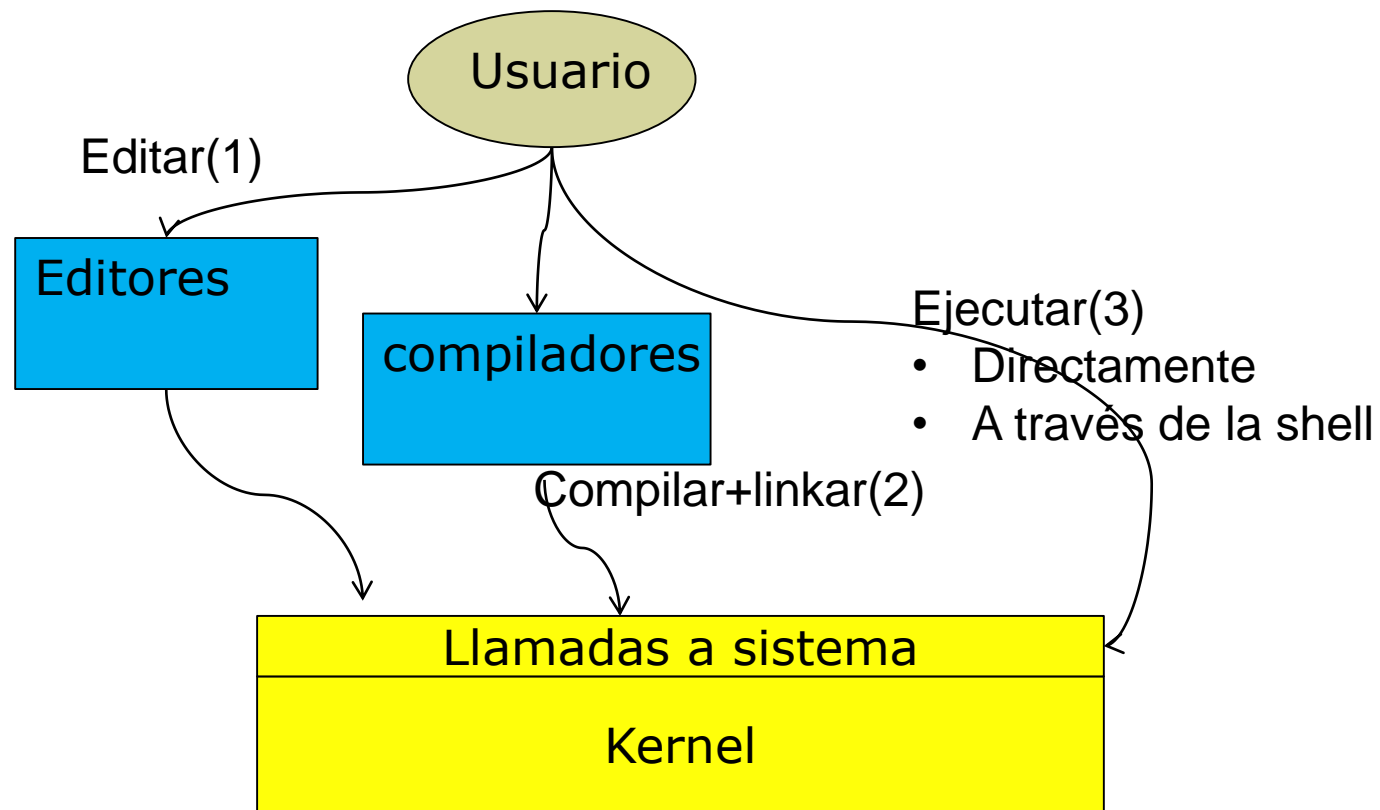 Usuario
Editar(1)
Editores
compiladores
Ejecutar(3)
• Directamente
• A través de la shell
Compilar+linkar(2)
Llamadas a sistema
Kernel